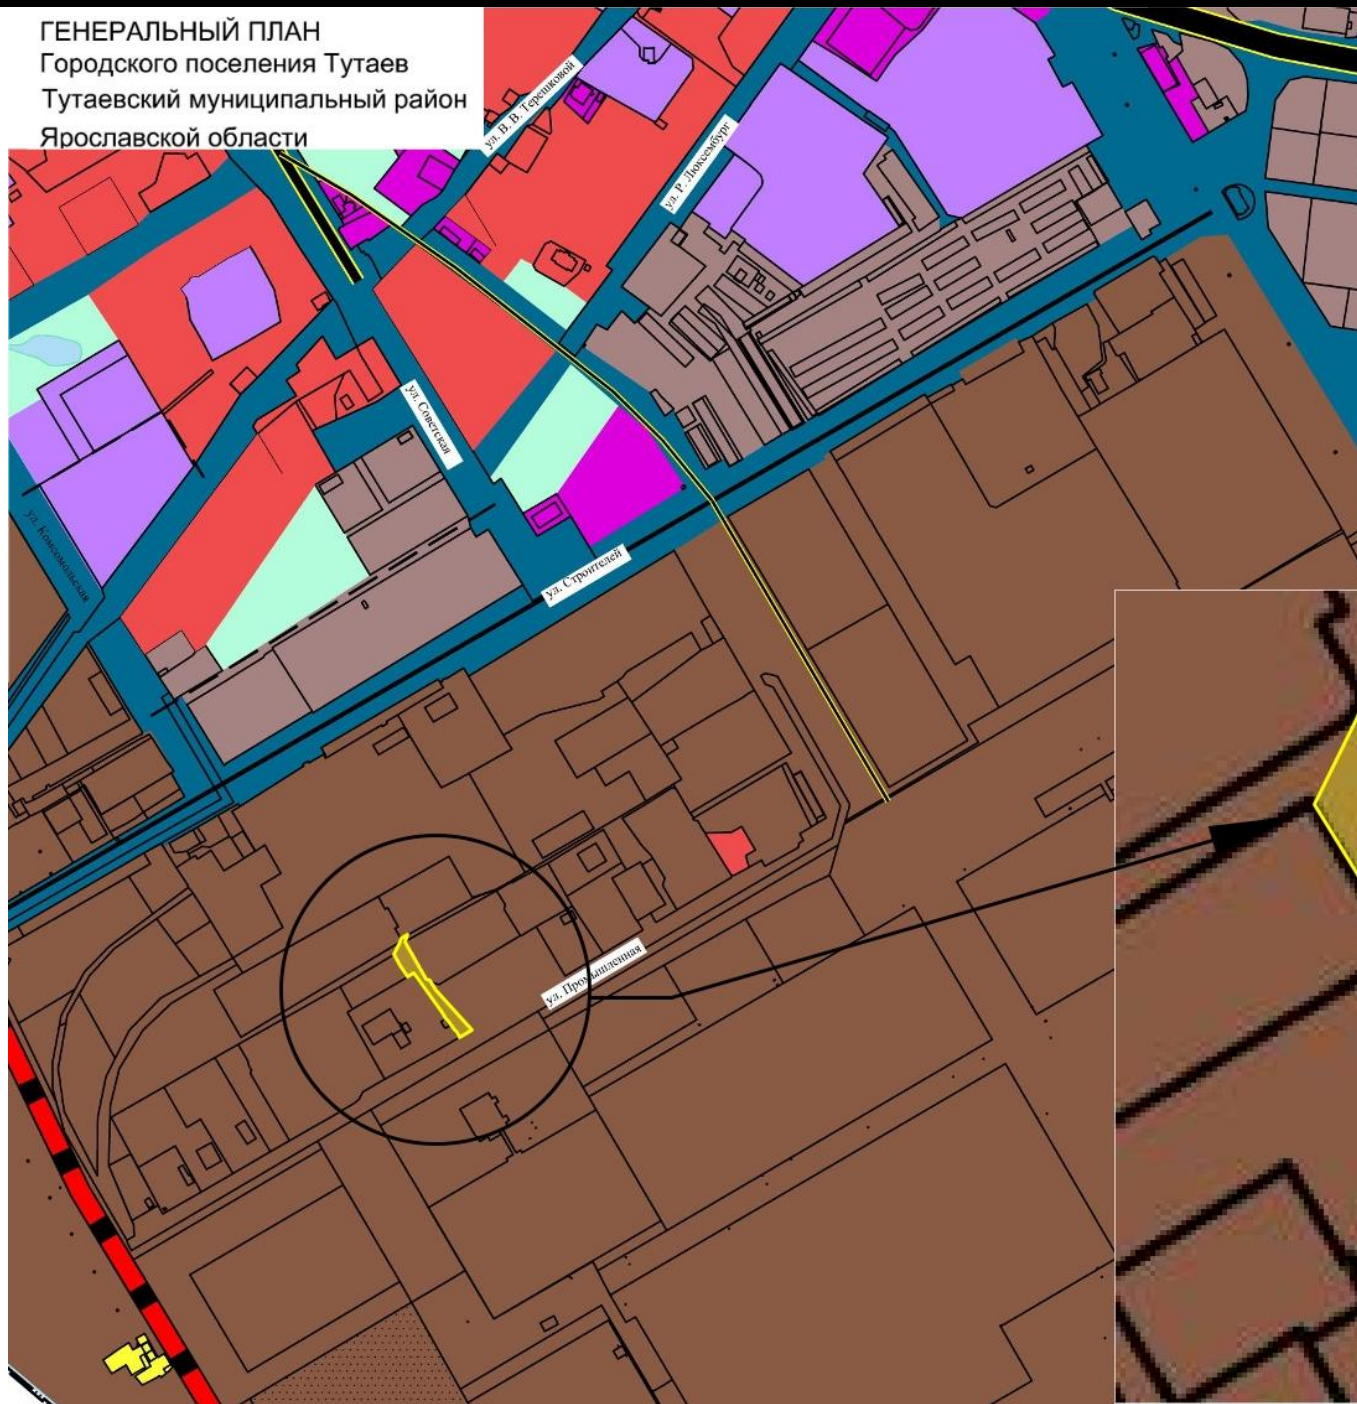 ГЕНЕРАЛЬНЫЙ ПЛАН
Городского поселения Тутаев
Тутаевский муниципальный район
Ярославской области
ул. В. В. Терешковой
ул. Р. Люксембург
ул. Советская
ул. Комсомольская
ул. Строителей
ул. Промышленная